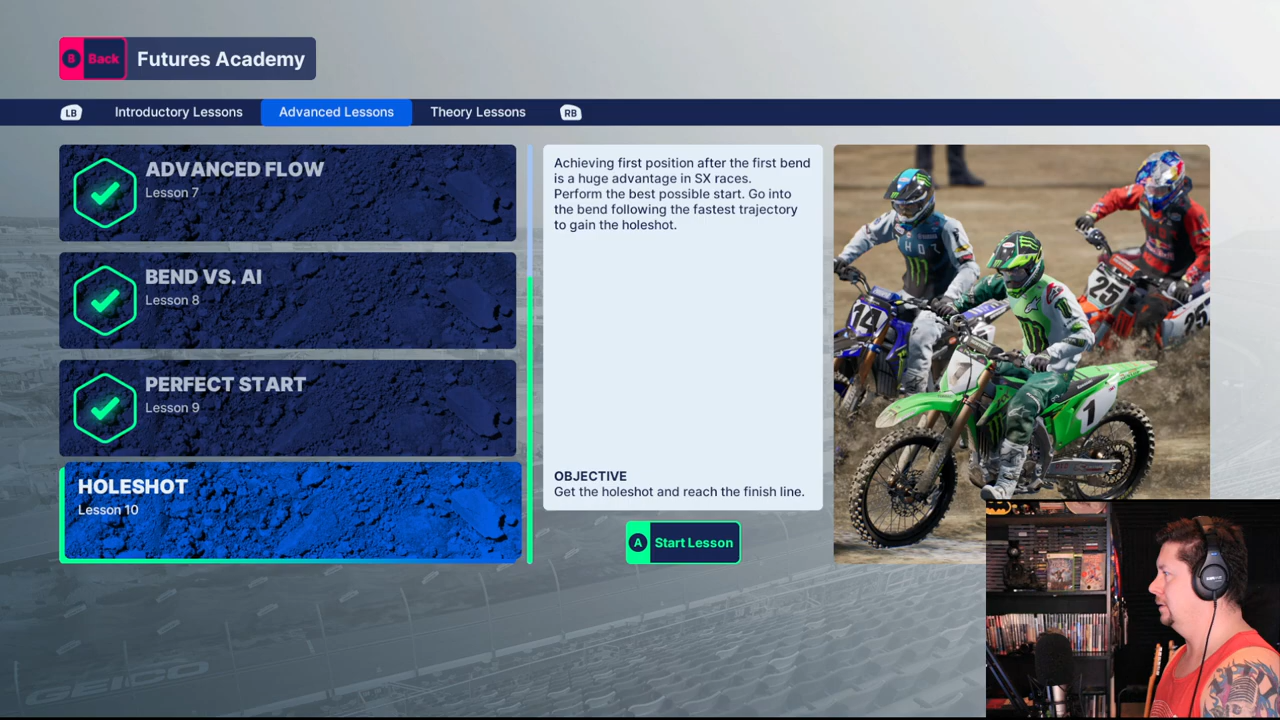 B Back Futures Academy
LB Introductory Lessons Advanced Lessons Theory Lessons RB
ADVANCED FLOW
Lesson 7
BEND VS. AI
Lesson 8
PERFECT START
Lesson 9
HOLESHOT
Lesson 10
Achieving first position after the first bend
is a huge advantage in SX races.
Perform the best possible start. Go into
the bend following the fastest trajectory
to gain the holeshot.
OBJECTIVE
Get the holeshot and reach the finish line.
A Start Lesson
14
1
25
25
GEICO